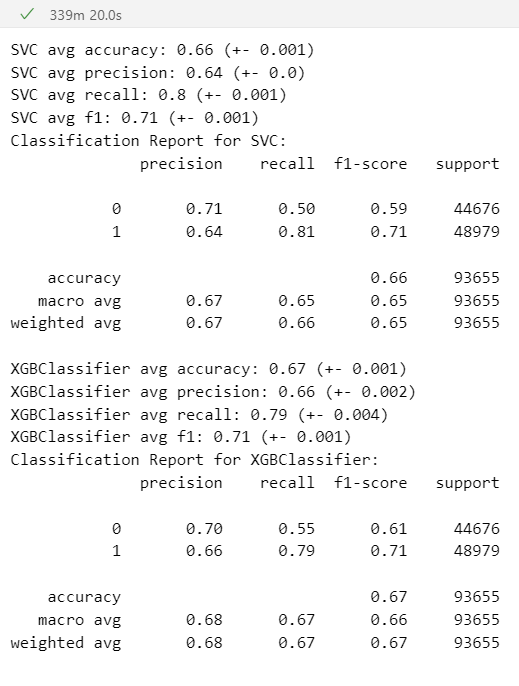 339m 20.0s
SVC avg accuracy: 0.66 (+- 0.001)
SVC avg precision: 0.64 (+- 0.0)
SVC avg recall: 0.8 (+- 0.001)
SVC avg f1: 0.71 (+- 0.001)
Classification Report for SVC:
precision recall f1-score support
0 0.71 0.50 0.59 44676
1 0.64 0.81 0.71 48979
accuracy 0.66 93655
macro avg 0.67 0.65 0.65 93655
weighted avg 0.67 0.66 0.65 93655
XGBClassifier avg accuracy: 0.67 (+- 0.001)
XGBClassifier avg precision: 0.66 (+- 0.002)
XGBClassifier avg recall: 0.79 (+- 0.004)
XGBClassifier avg f1: 0.71 (+- 0.001)
Classification Report for XGBClassifier:
precision recall f1-score support
0 0.70 0.55 0.61 44676
1 0.66 0.79 0.71 48979
accuracy 0.67 93655
macro avg 0.68 0.67 0.66 93655
weighted avg 0.68 0.67 0.67 93655